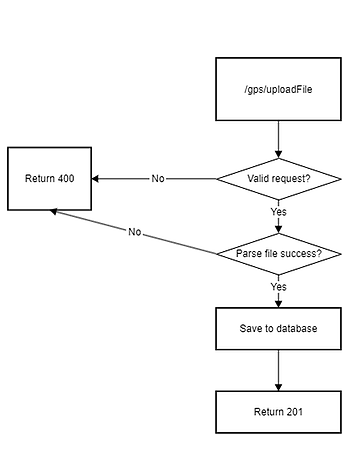 /gps/uploadFile
Return 400
No
Valid request?
Yes
No
Parse file success?
Yes
Save to database
Return 201